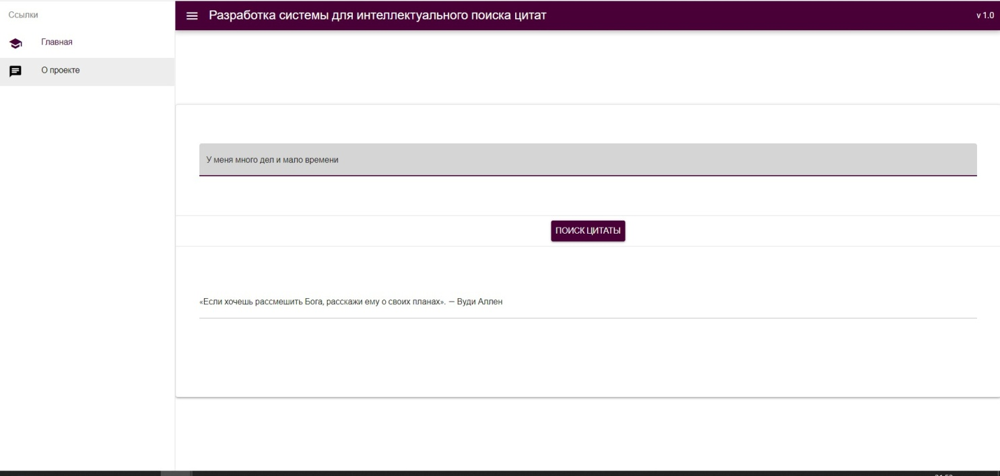 Ссылки
Главная
О проекте
Разработка системы для интеллектуального поиска цитат
v 1.0
У меня много дел и мало времени
ПОИСК ЦИТАТЫ
«Если хочешь рассмешить Бога, расскажи ему о своих планах». — Вуди Аллен